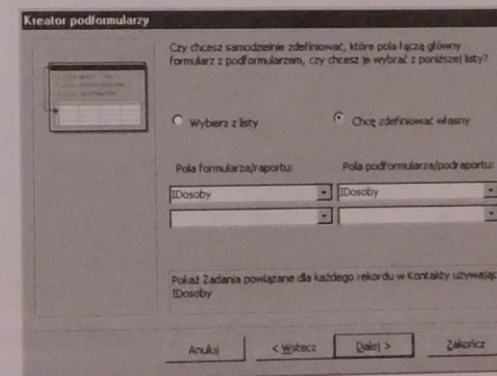 Kreator podformularzy
Czy chcesz samodzielnie zdefiniować, które pola łączą główny
formularz z podformularzem, czy chcesz je wybrać z poniższej listy?
Wybierz z listy
Chcę zdefiniować własny
Pola formularza/raportu:
Pola podformularza/podraportu:
IDosoby
IDosoby
Pokaż Zadania powiązane dla każdego rekordu w Kontakty używając
IDosoby
Anuluj
< Wstecz
Dalej >
Zakończ